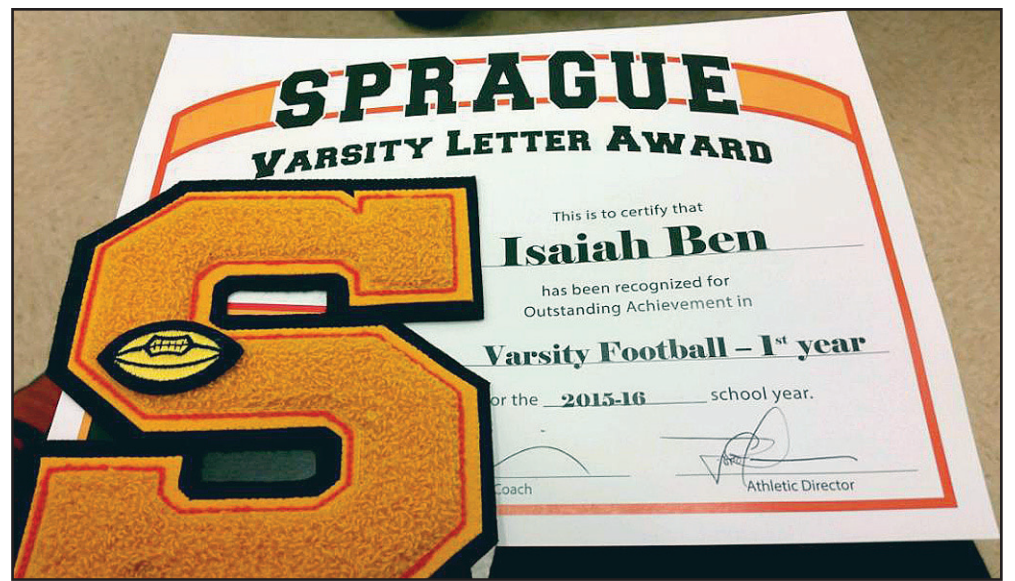 SPRAGUE
VARSITY LETTER AWARD
This is to certify that
Isaiah Ben
has been recognized for
Outstanding Achievement in
Varsity Football – 1st year
or the 2015-16 school year.
Coach
Athletic Director
S